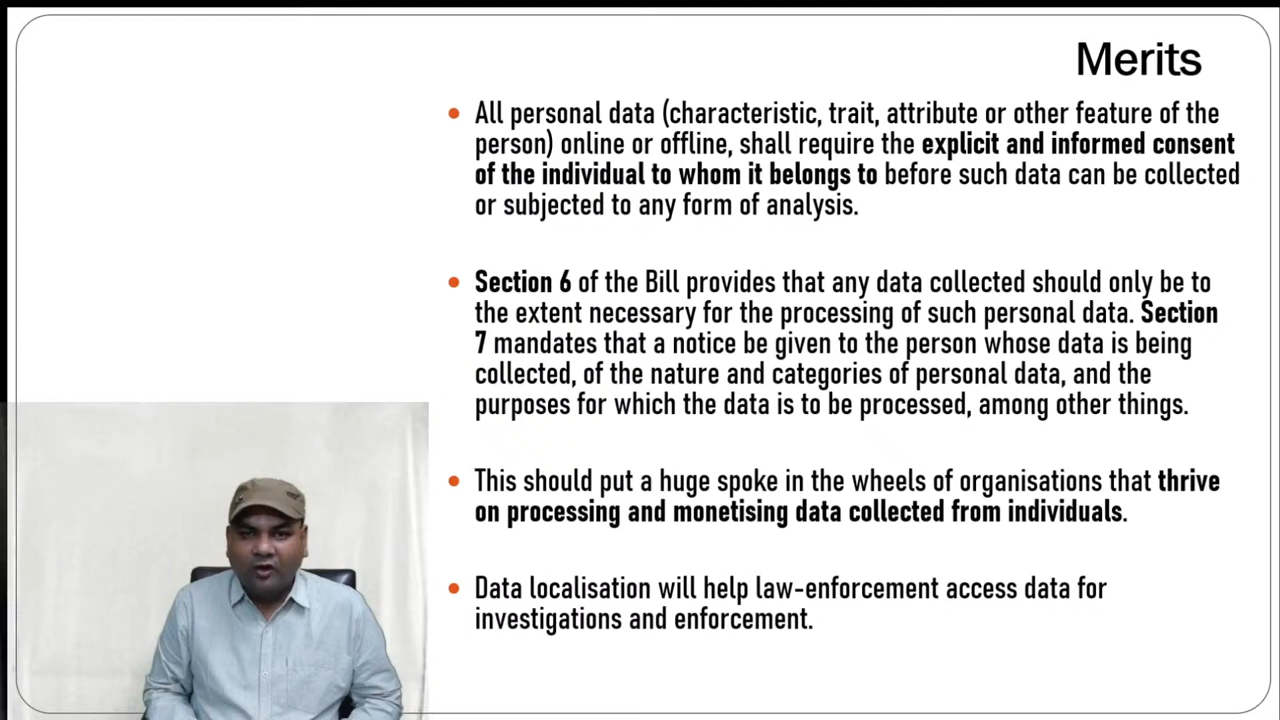 Merits
• All personal data (characteristic, trait, attribute or other feature of the
person) online or offline, shall require the explicit and informed consent
of the individual to whom it belongs to before such data can be collected
or subjected to any form of analysis.
• Section 6 of the Bill provides that any data collected should only be to
the extent necessary for the processing of such personal data. Section
7 mandates that a notice be given to the person whose data is being
collected, of the nature and categories of personal data, and the
purposes for which the data is to be processed, among other things.
• This should put a huge spoke in the wheels of organisations that thrive
on processing and monetising data collected from individuals.
• Data localisation will help law-enforcement access data for
investigations and enforcement.